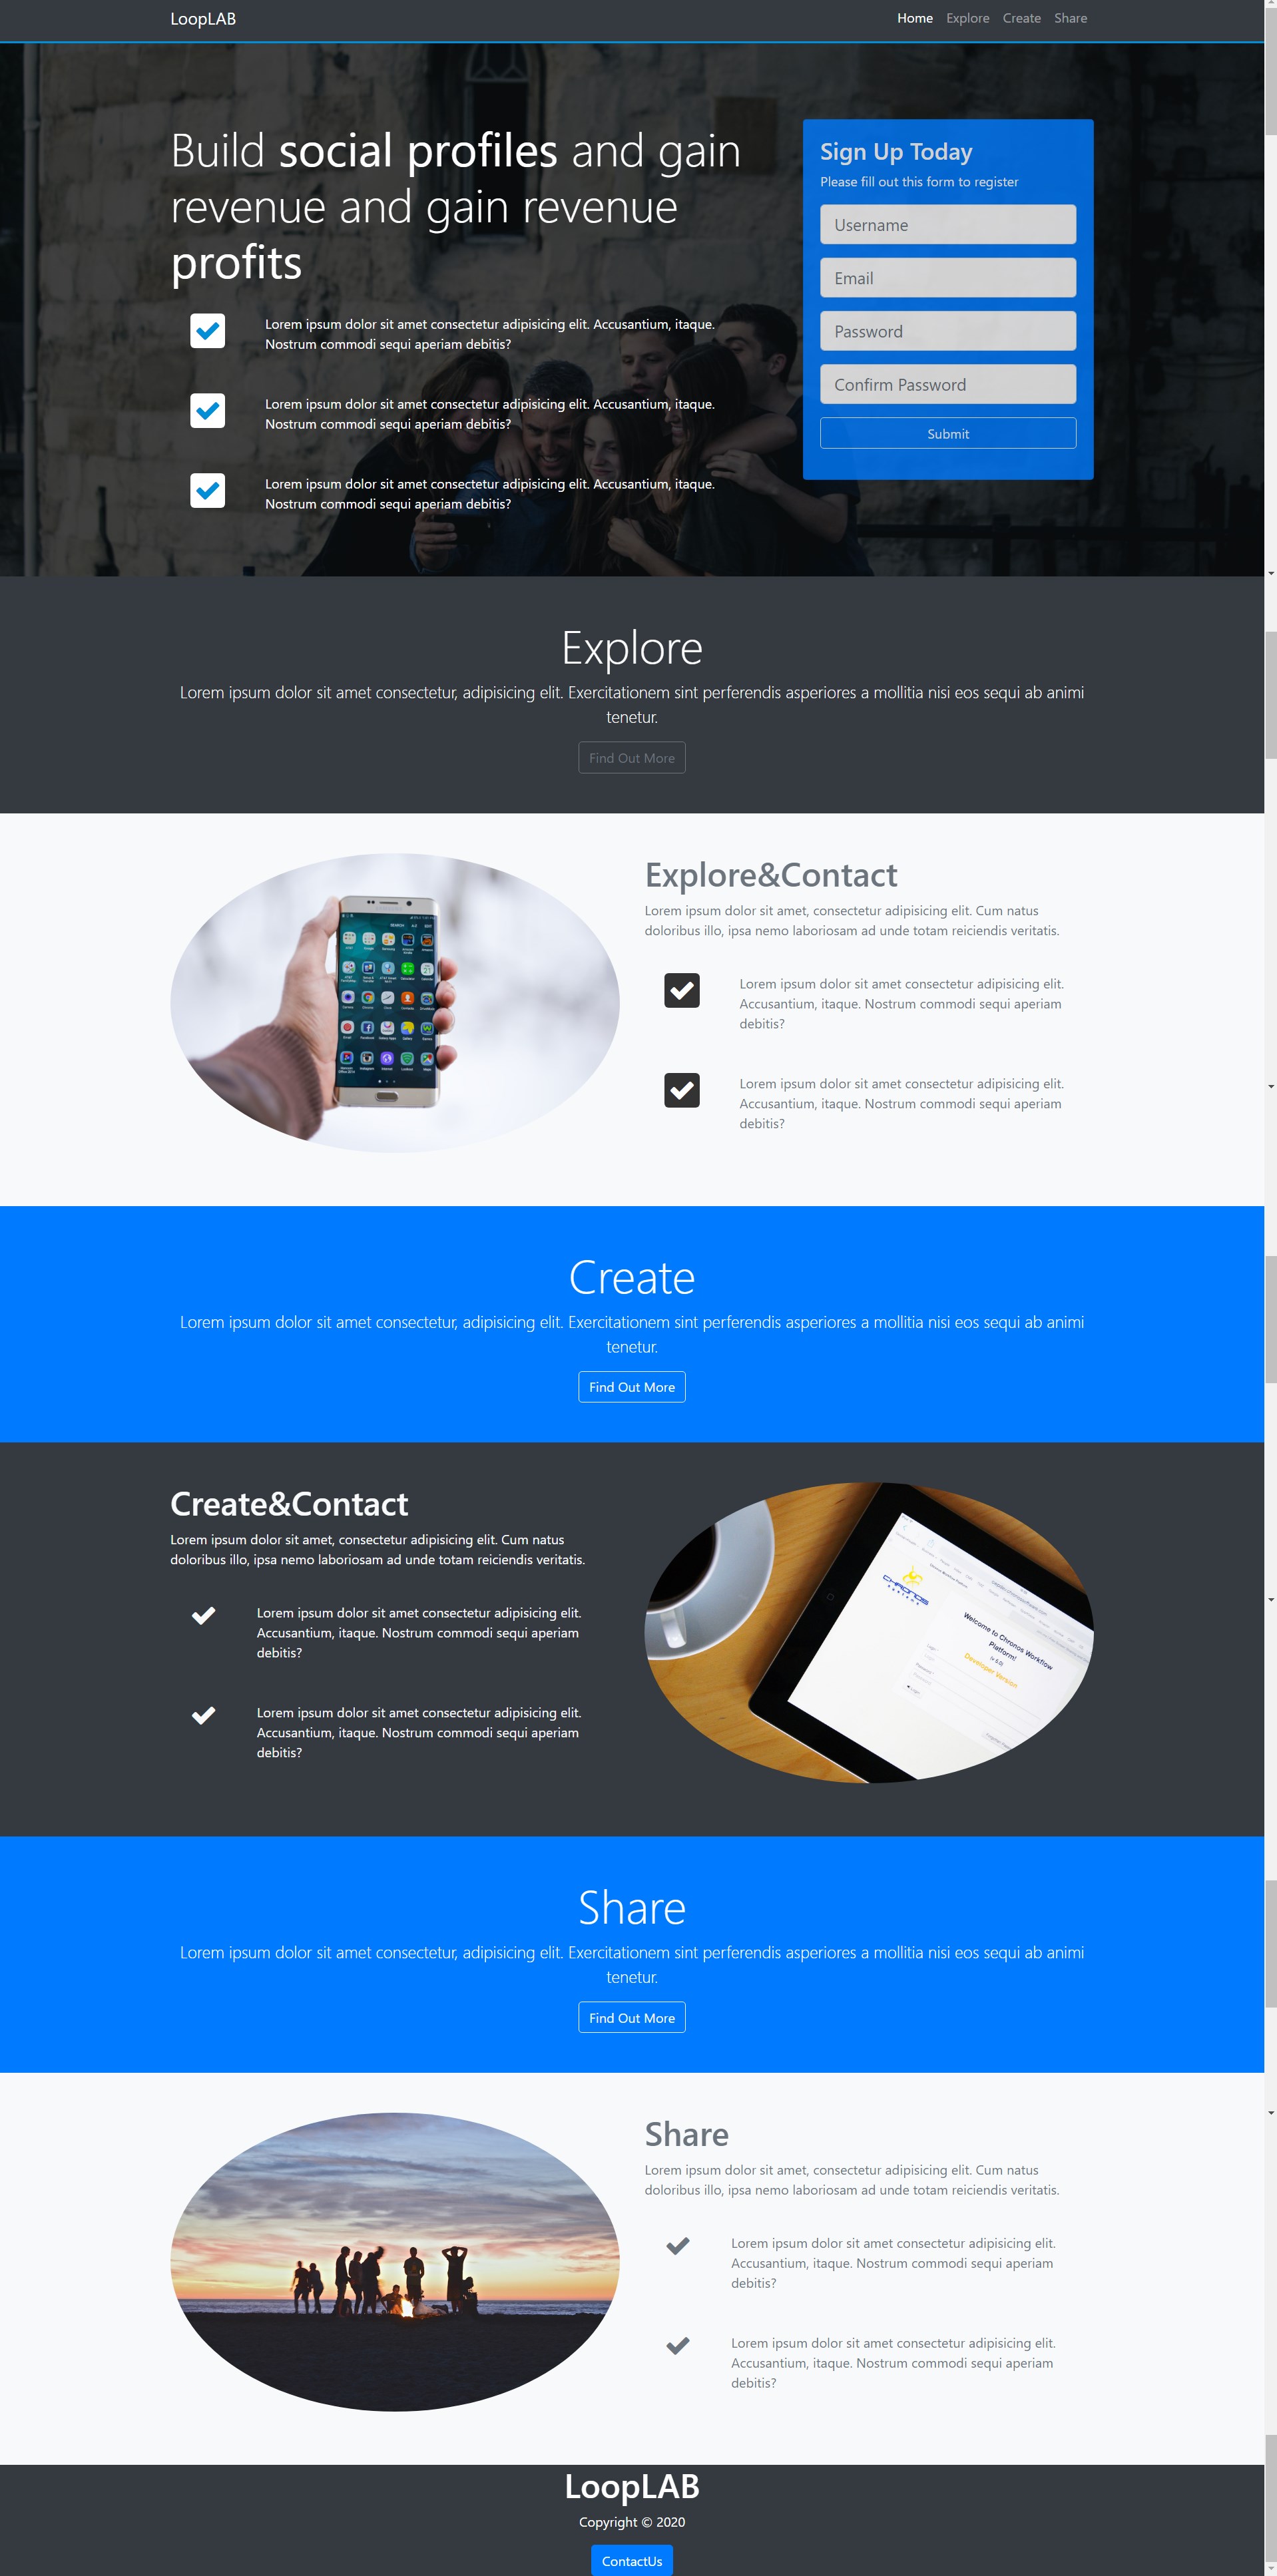 LoopLAB
Home Explore Create Share
Build social profiles and gain
revenue and gain revenue
profits
Lorem ipsum dolor sit amet consectetur adipisicing elit. Accusantium, itaque.
Nostrum commodi sequi aperiam debitis?
Lorem ipsum dolor sit amet consectetur adipisicing elit. Accusantium, itaque.
Nostrum commodi sequi aperiam debitis?
Lorem ipsum dolor sit amet consectetur adipisicing elit. Accusantium, itaque.
Nostrum commodi sequi aperiam debitis?
Sign Up Today
Please fill out this form to register
Username
Email
Password
Confirm Password
Submit
Explore
Lorem ipsum dolor sit amet consectetur, adipisicing elit. Exercitationem sint perferendis asperiores a mollitia nisi eos sequi ab animi
tenetur.
Find Out More
Explore&Contact
Lorem ipsum dolor sit amet, consectetur adipisicing elit. Cum natus
doloribus illo, ipsa nemo laboriosam ad unde totam reiciendis veritatis.
Lorem ipsum dolor sit amet consectetur adipisicing elit.
Accusantium, itaque. Nostrum commodi sequi aperiam
debitis?
Lorem ipsum dolor sit amet consectetur adipisicing elit.
Accusantium, itaque. Nostrum commodi sequi aperiam
debitis?
Create
Lorem ipsum dolor sit amet consectetur, adipisicing elit. Exercitationem sint perferendis asperiores a mollitia nisi eos sequi ab animi
tenetur.
Find Out More
Create&Contact
Lorem ipsum dolor sit amet, consectetur adipisicing elit. Cum natus
doloribus illo, ipsa nemo laboriosam ad unde totam reiciendis veritatis.
Lorem ipsum dolor sit amet consectetur adipisicing elit.
Accusantium, itaque. Nostrum commodi sequi aperiam
debitis?
Lorem ipsum dolor sit amet consectetur adipisicing elit.
Accusantium, itaque. Nostrum commodi sequi aperiam
debitis?
CHRONOS
Welcome to Chronos Workflow
Platform!
(v 5.0)
Developer Version
Share
Lorem ipsum dolor sit amet consectetur, adipisicing elit. Exercitationem sint perferendis asperiores a mollitia nisi eos sequi ab animi
tenetur.
Find Out More
Share
Lorem ipsum dolor sit amet, consectetur adipisicing elit. Cum natus
doloribus illo, ipsa nemo laboriosam ad unde totam reiciendis veritatis.
Lorem ipsum dolor sit amet consectetur adipisicing elit.
Accusantium, itaque. Nostrum commodi sequi aperiam
debitis?
Lorem ipsum dolor sit amet consectetur adipisicing elit.
Accusantium, itaque. Nostrum commodi sequi aperiam
debitis?
LoopLAB
Copyright © 2020
ContactUs